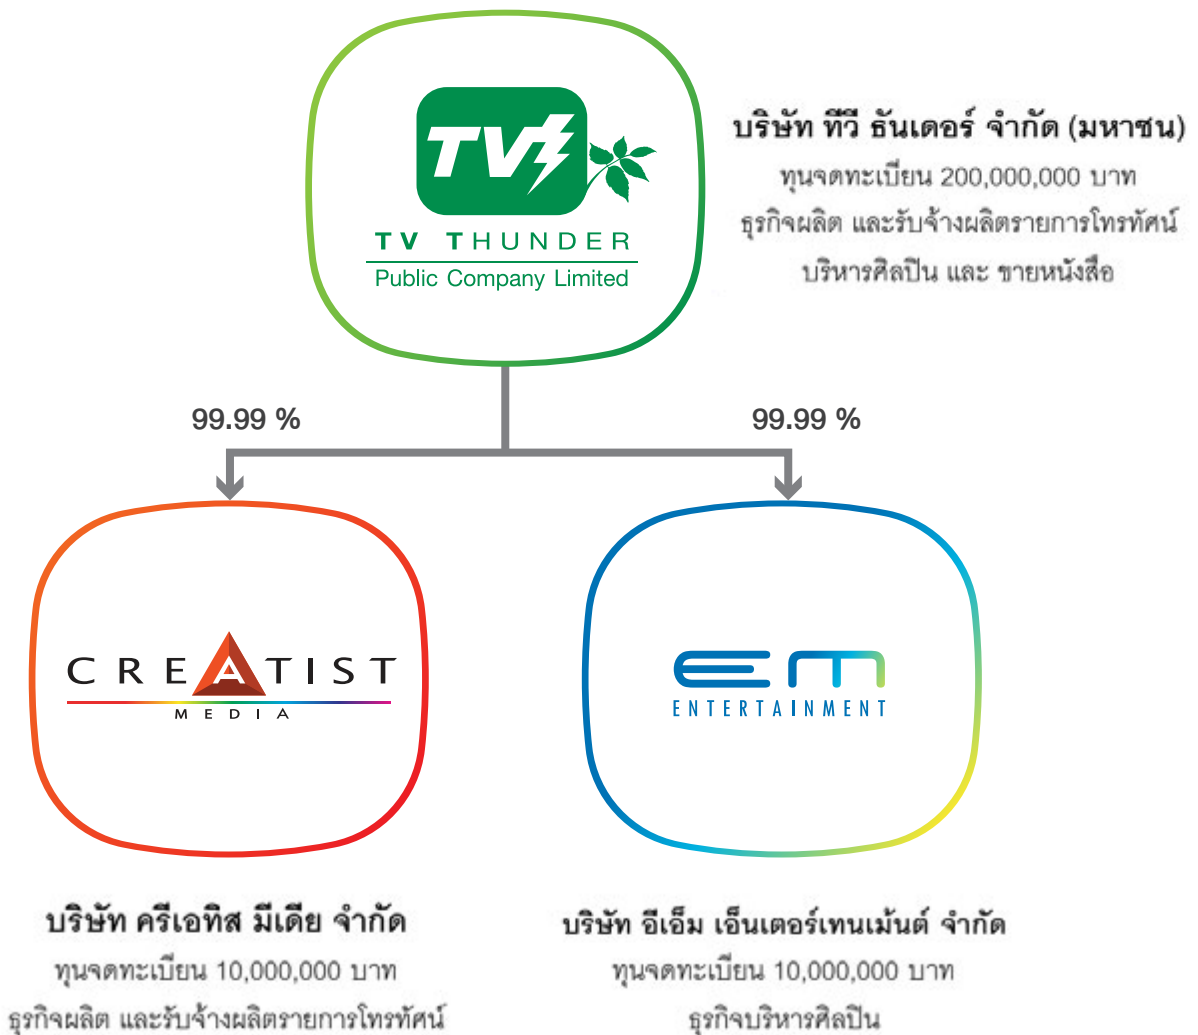 TV
TV THUNDER
Public Company Limited
บริษัท ทีวี ธันเดอร์ จำกัด (มหาชน)
ทุนจดทะเบียน 200,000,000 บาท
ธุรกิจผลิต และรับจ้างผลิตรายการโทรทัศน์
บริหารศิลปิน และ ขายหนังสือ
99.99 %
99.99 %
CREATIST
MEDIA
em
ENTERTAINMENT
บริษัท ครีเอทิส มีเดีย จำกัด
ทุนจดทะเบียน 10,000,000 บาท
ธุรกิจผลิต และรับจ้างผลิตรายการโทรทัศน์
บริษัท อีเอ็ม เอ็นเตอร์เทนเม้นต์ จำกัด
ทุนจดทะเบียน 10,000,000 บาท
ธุรกิจบริหารศิลปิน